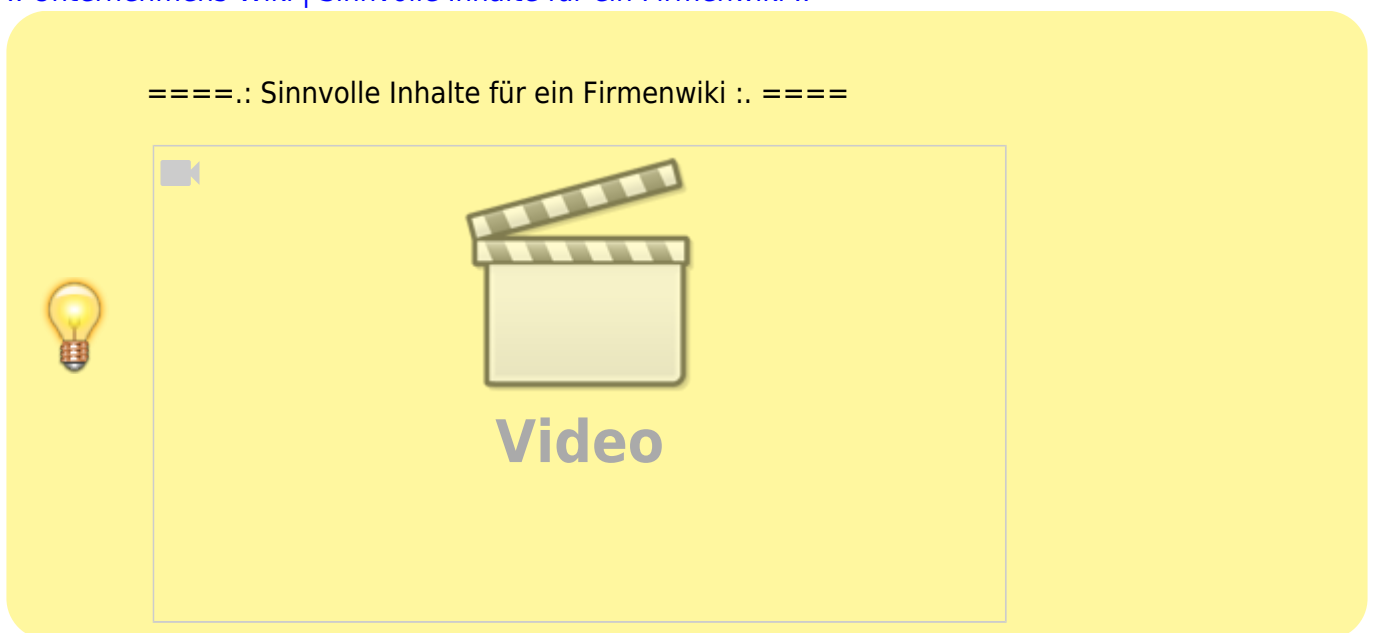 ====.: Sinnvolle Inhalte für ein Firmenwiki :. ====
Video